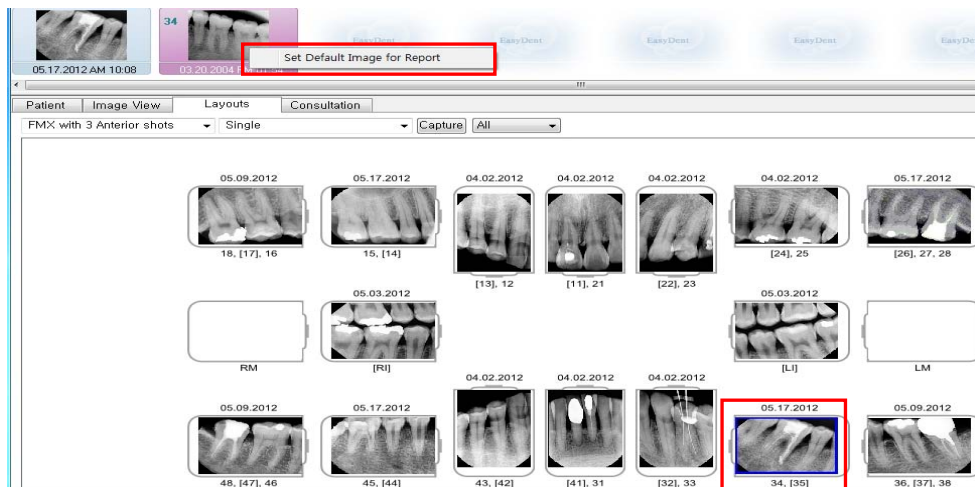 34
EasyDent EasyDent EasyDent EasyDent
Set Default Image for Report
05.17.2012 AM 10:08
03.20.2004
Patient Image View Layouts Consultation
FMX with 3 Anterior shots Single Capture All
05.09.2012 05.17.2012 04.02.2012 04.02.2012 04.02.2012 04.02.2012 05.17.2012
18, [17], 16 15, [14] [24], 25 [26], 27, 28
[13], 12 [11], 21 [22], 23
05.03.2012 05.03.2012
RM [RI] [LI] LM
04.02.2012 04.02.2012 04.02.2012
05.09.2012 05.17.2012 05.17.2012 05.09.2012
48, [47], 46 45, [44] 43, [42] [41], 31 [32], 33 34, [35] 36, [37], 38